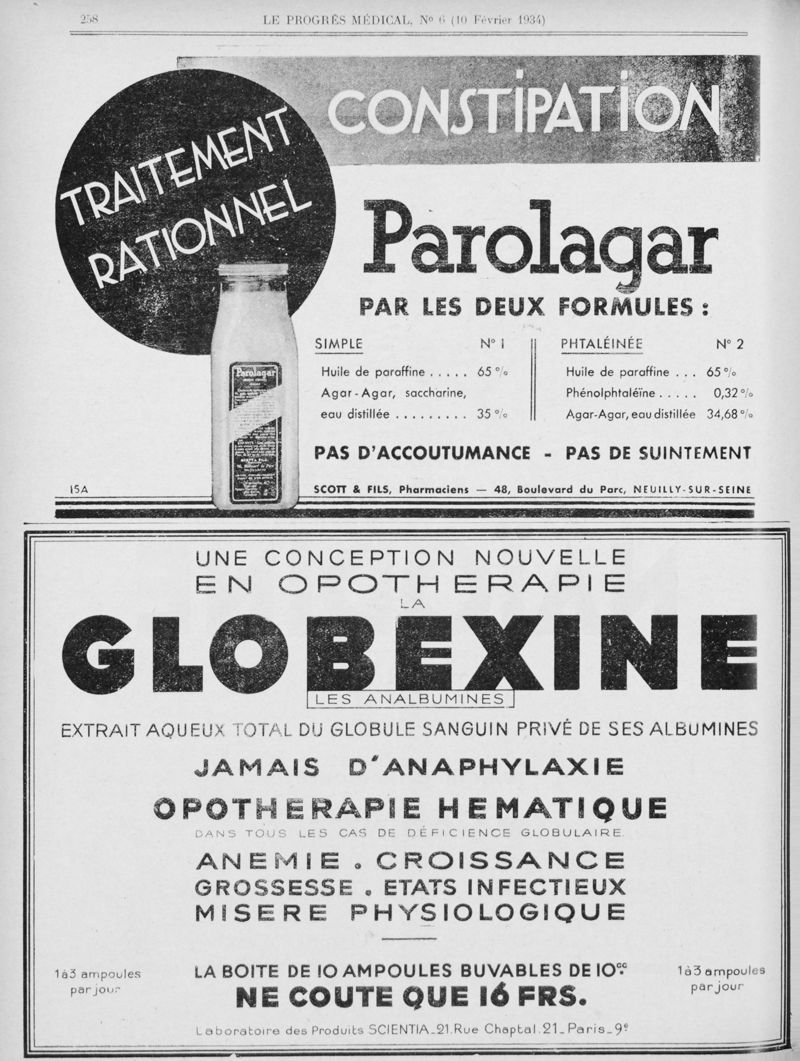 258
LE PROGRÈS MÉDICAL, N° 6 (10 Février 1934)
CONSTIPATION
TRAITEMENT
RATIONNEL
Parolagar
PAR LES DEUX FORMULES :
SIMPLE N° 1
Huile de paraffine ..... 65 %
Agar-Agar, saccharine,
eau distillée ......... 35 %
PHTALÉINÉE N° 2
Huile de paraffine ... 65 %
Phénolphtaléïne ..... 0,32 %
Agar-Agar, eau distillée 34,68 %
Parolagar
PAS D'ACCOUTUMANCE - PAS DE SUINTEMENT
15A
SCOTT & FILS, Pharmaciens — 48, Boulevard du Parc, NEUILLY-SUR-SEINE
UNE CONCEPTION NOUVELLE
EN OPOTHERAPIE
LA
GLOBEXINE
LES ANALBUMINES
EXTRAIT AQUEUX TOTAL DU GLOBULE SANGUIN PRIVÉ DE SES ALBUMINES
JAMAIS D'ANAPHYLAXIE
OPOTHERAPIE HEMATIQUE
DANS TOUS LES CAS DE DÉFICIENCE GLOBULAIRE.
ANEMIE . CROISSANCE
GROSSESSE . ETATS INFECTIEUX
MISERE PHYSIOLOGIQUE
1 à 3 ampoules
par jour
LA BOITE DE 10 AMPOULES BUVABLES DE 10cc.
NE COUTE QUE 16 FRS.
1 à 3 ampoules
par jour
Laboratoire des Produits SCIENTIA_21. Rue Chaptal. 21_Paris_9e